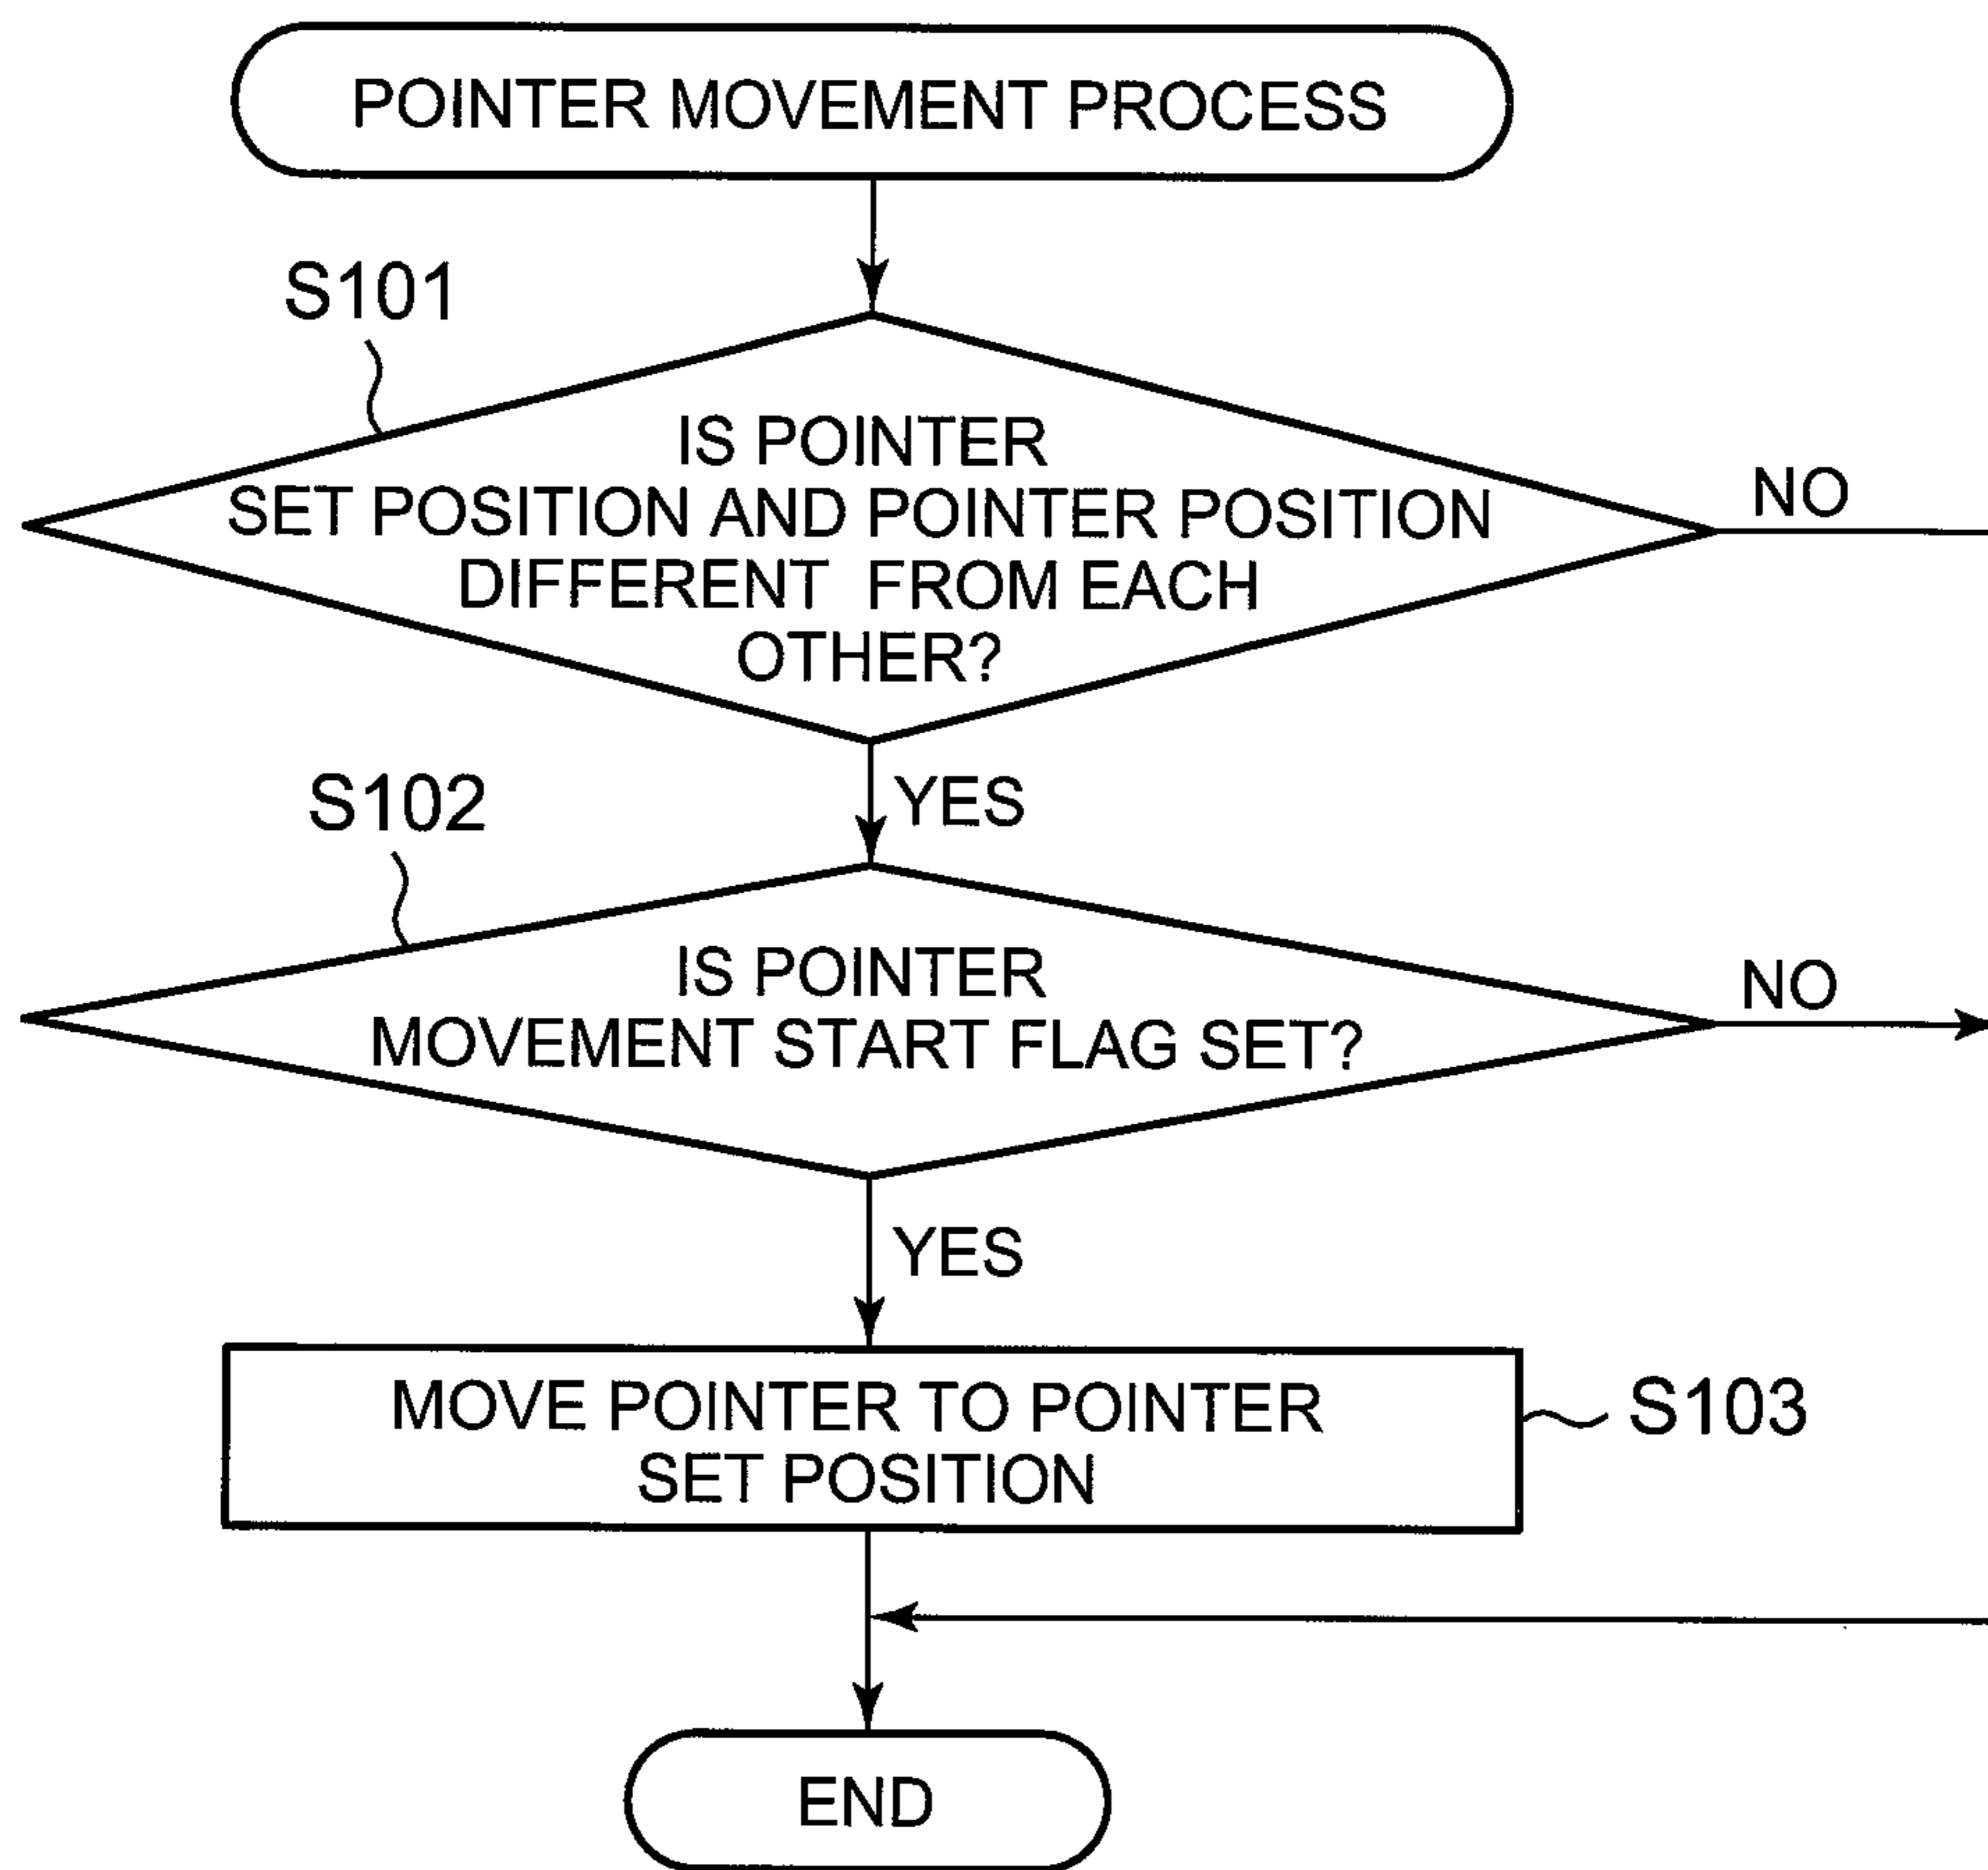 POINTER MOVEMENT PROCESS
S101
IS POINTER
SET POSITION AND POINTER POSITION
DIFFERENT FROM EACH
OTHER?
NO
YES
S102
IS POINTER
MOVEMENT START FLAG SET?
NO
YES
MOVE POINTER TO POINTER
SET POSITION
S103
END